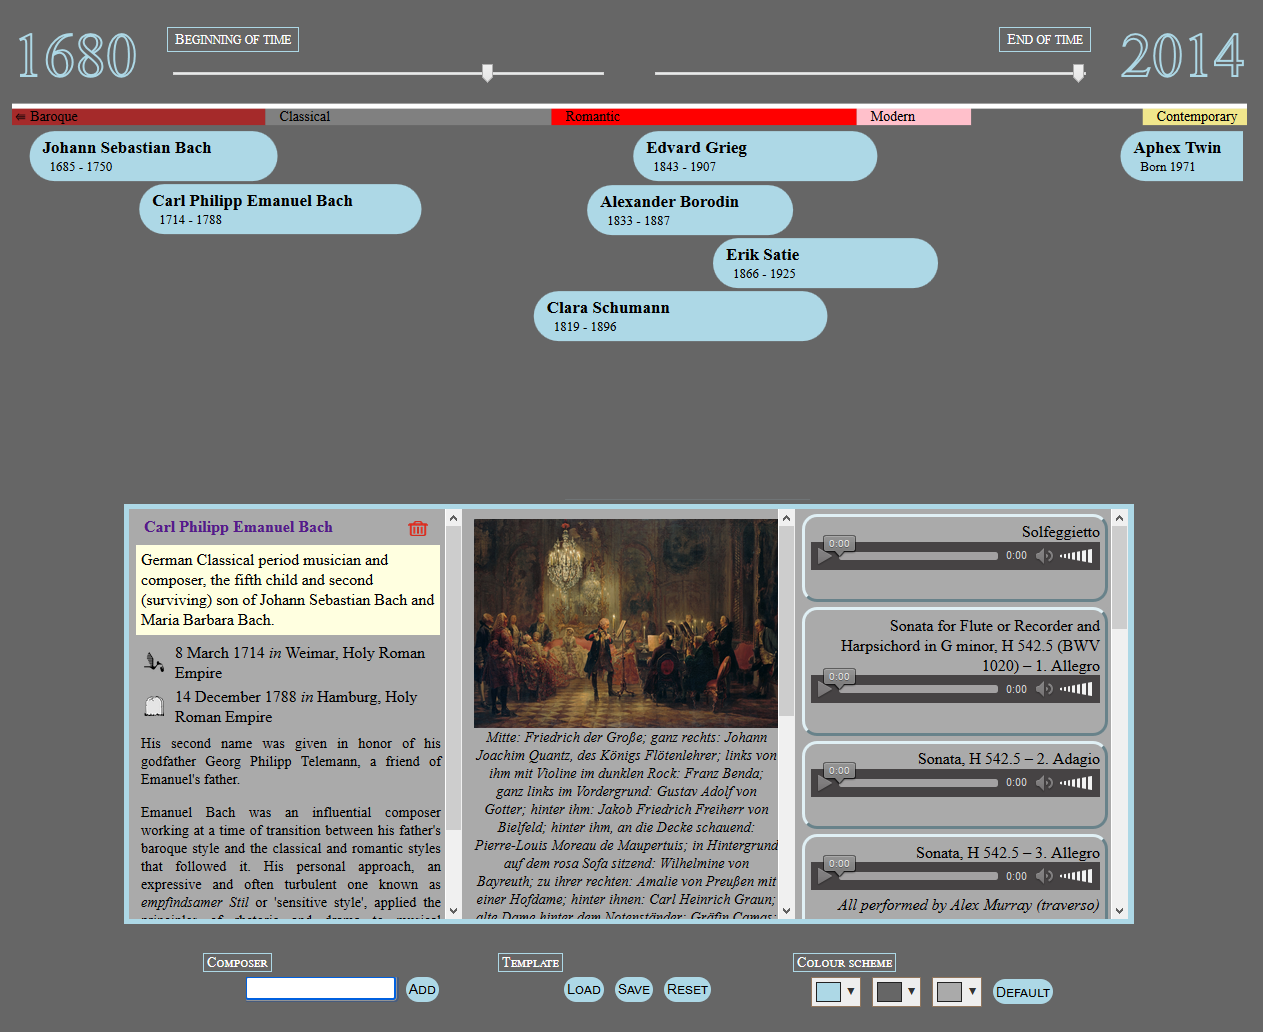 1680
BEGINNING OF TIME
END OF TIME
2014
⇐ Baroque
Classical
Romantic
Modern
Contemporary
Johann Sebastian Bach
1685 - 1750
Edvard Grieg
1843 - 1907
Aphex Twin
Born 1971
Carl Philipp Emanuel Bach
1714 - 1788
Alexander Borodin
1833 - 1887
Erik Satie
1866 - 1925
Clara Schumann
1819 - 1896
Carl Philipp Emanuel Bach
German Classical period musician and
composer, the fifth child and second
(surviving) son of Johann Sebastian Bach and
Maria Barbara Bach.
8 March 1714 in Weimar, Holy Roman
Empire
14 December 1788 in Hamburg, Holy
Roman Empire
His second name was given in honor of his
godfather Georg Philipp Telemann, a friend of
Emanuel's father.
Emanuel Bach was an influential composer
working at a time of transition between his father's
baroque style and the classical and romantic styles
that followed it. His personal approach, an
expressive and often turbulent one known as
empfindsamer Stil or 'sensitive style', applied the
principles of rhetoric and drama to musical
Mitte: Friedrich der Große; ganz rechts: Johann
Joachim Quantz, des Königs Flötenlehrer; links von
ihm mit Violine im dunklen Rock: Franz Benda;
ganz links im Vordergrund: Gustav Adolf von
Gotter; hinter ihm: Jakob Friedrich Freiherr von
Bielfeld; hinter ihm, an die Decke schauend:
Pierre-Louis Moreau de Maupertuis; in Hintergrund
auf dem rosa Sofa sitzend: Wilhelmine von
Bayreuth; zu ihrer rechten: Amalie von Preußen mit
einer Hofdame; hinter ihnen: Carl Heinrich Graun;
alte Dame hinter dem Notenständer: Gräfin Camas;
Solfeggietto
0:00
0:00
Sonata for Flute or Recorder and
Harpsichord in G minor, H 542.5 (BWV
1020) – 1. Allegro
0:00
0:00
Sonata, H 542.5 – 2. Adagio
0:00
0:00
Sonata, H 542.5 – 3. Allegro
0:00
0:00
All performed by Alex Murray (traverso)
COMPOSER
ADD
TEMPLATE
LOAD
SAVE
RESET
COLOUR SCHEME
DEFAULT